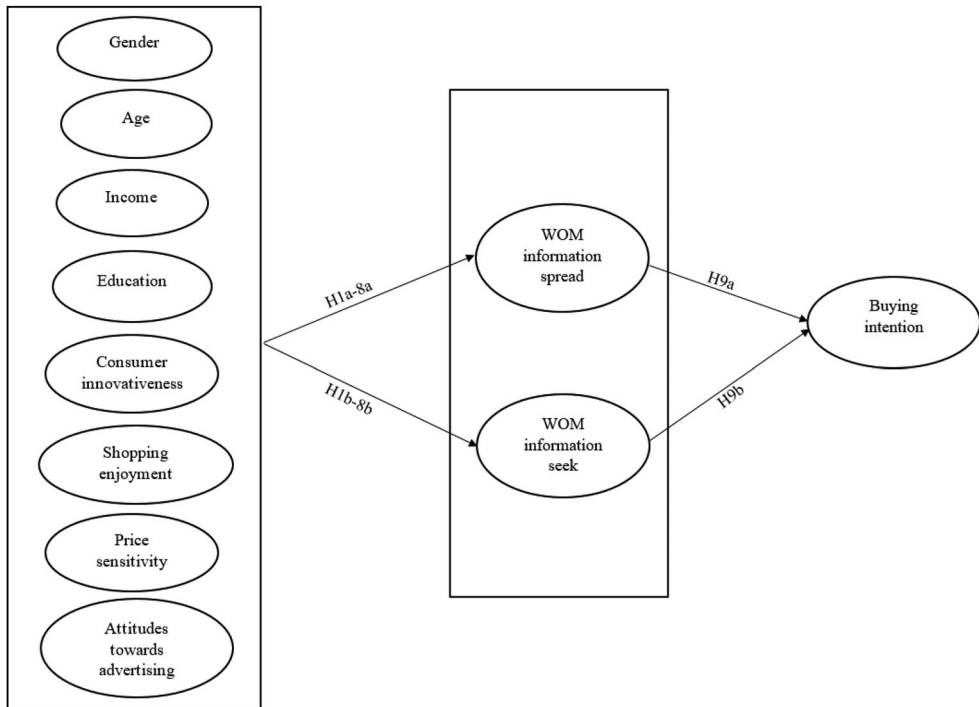 Gender
Age
Income
Education
Consumer
innovativeness
Shopping
enjoyment
Price
sensitivity
Attitudes
towards
advertising
H1a-8a
H1b-8b
WOM
information
spread
WOM
information
seek
H9a
H9b
Buying
intention